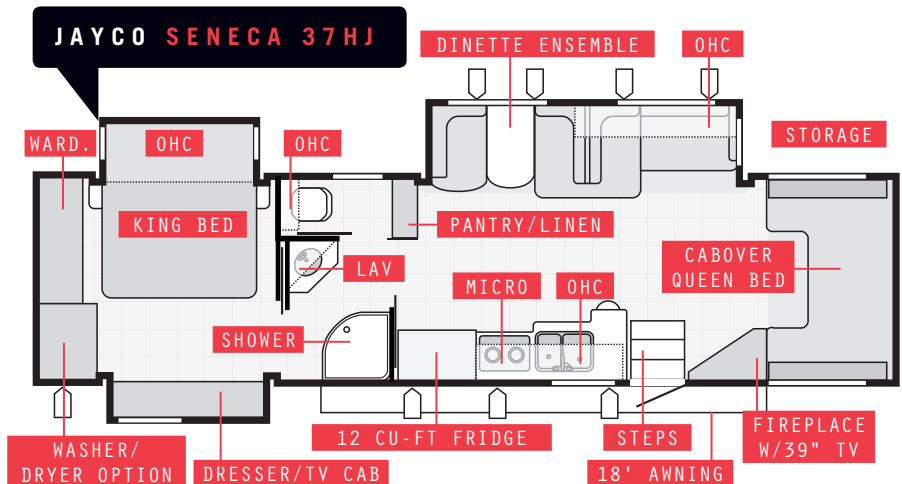 JAYCO SENECA 37HJ
DINETTE ENSEMBLE
OHC
WARD.
OHC
OHC
STORAGE
KING BED
PANTRY/LINEN
CABOVER
QUEEN BED
LAV
MICRO
OHC
SHOWER
12 CU-FT FRIDGE
STEPS
FIREPLACE
W/39" TV
WASHER/
DRYER OPTION
DRESSER/TV CAB
18' AWNING